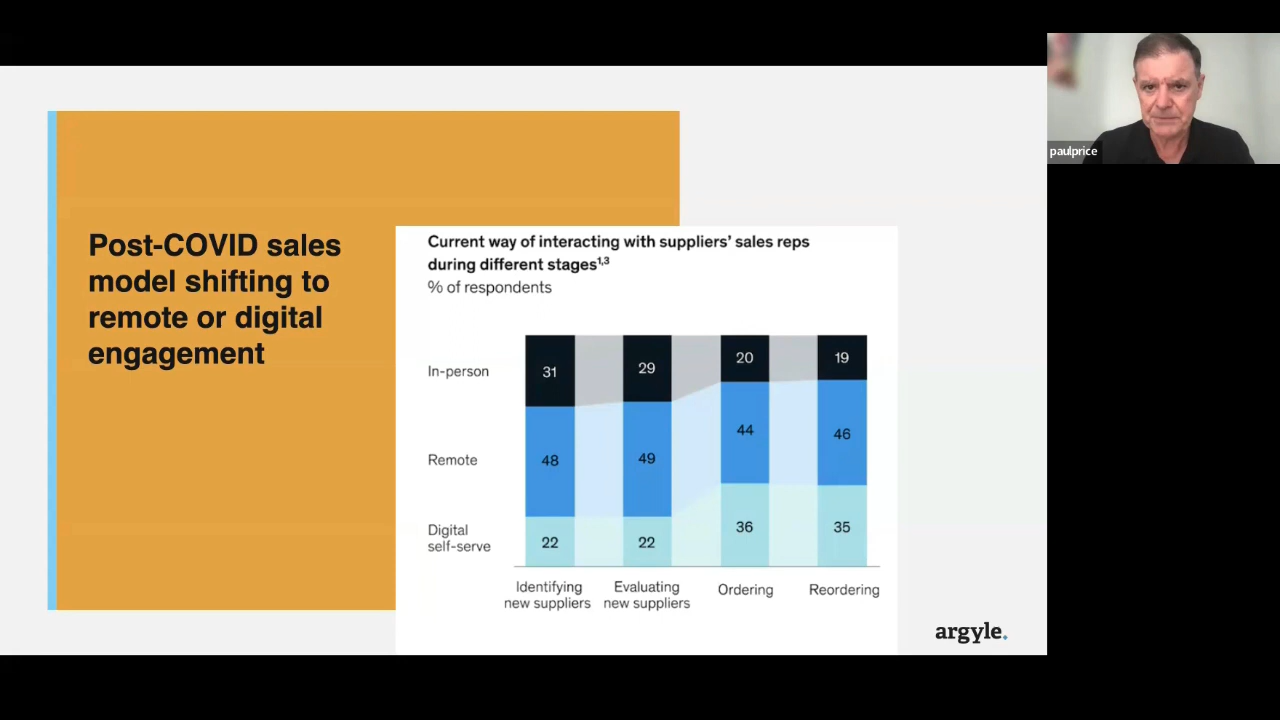 Post-COVID sales
model shifting to
remote or digital
engagement
Current way of interacting with suppliers' sales reps
during different stages¹,³
% of respondents
In-person
31
29
20
19
Remote
48
49
44
46
Digital
self-serve
22
22
36
35
Identifying
new suppliers
Evaluating
new suppliers
Ordering
Reordering
argyle.
paulprice